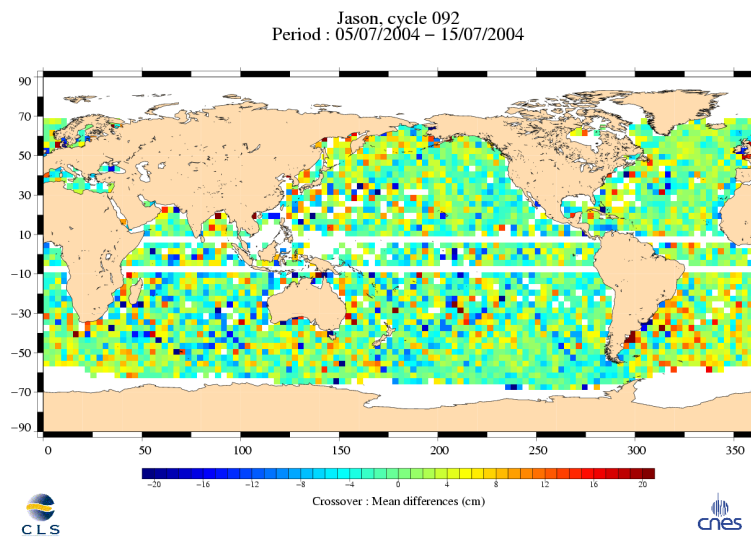 Jason, cycle 092
Period : 05/07/2004 − 15/07/2004
90
70
50
30
10
−10
−30
−50
−70
−90
0 50 100 150 200 250 300 350
−20 −16 −12 −8 −4 0 4 8 12 16 20
Crossover : Mean differences (cm)
CLS
cnes